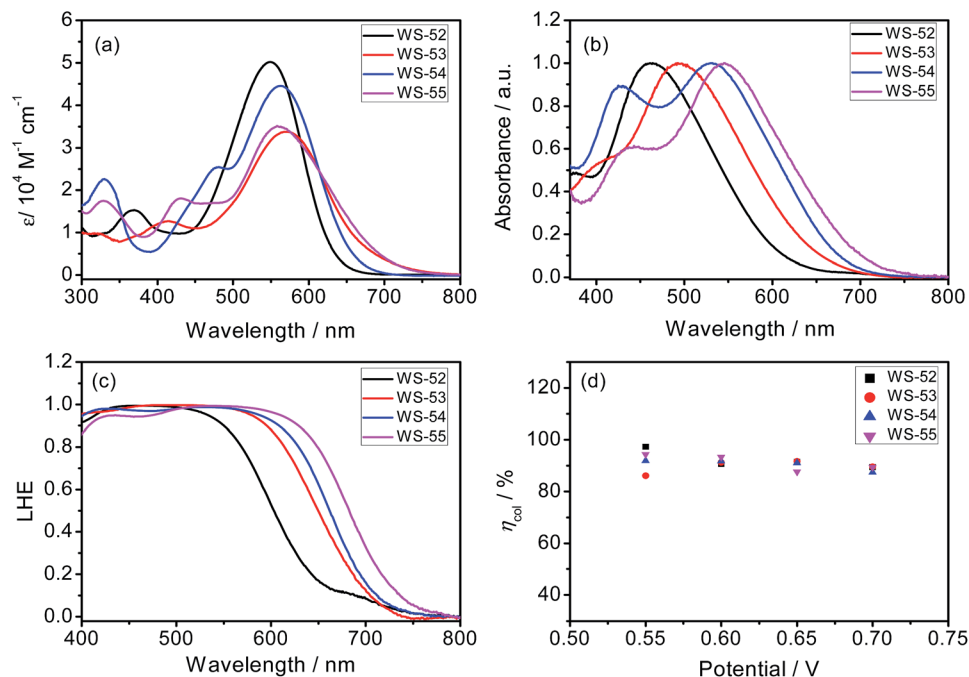 (a)
WS-52
WS-53
WS-54
WS-55
ε/ 10⁴ M⁻¹ cm⁻¹
6
5
4
3
2
1
0
300 400 500 600 700 800
Wavelength / nm
(b)
WS-52
WS-53
WS-54
WS-55
Absorbance / a.u.
1.2
1.0
0.8
0.6
0.4
0.2
0.0
400 500 600 700 800
Wavelength / nm
(c)
WS-52
WS-53
WS-54
WS-55
LHE
1.2
1.0
0.8
0.6
0.4
0.2
0.0
400 500 600 700 800
Wavelength / nm
(d)
WS-52
WS-53
WS-54
WS-55
ηcol / %
120
100
80
60
40
0.50 0.55 0.60 0.65 0.70 0.75
Potential / V